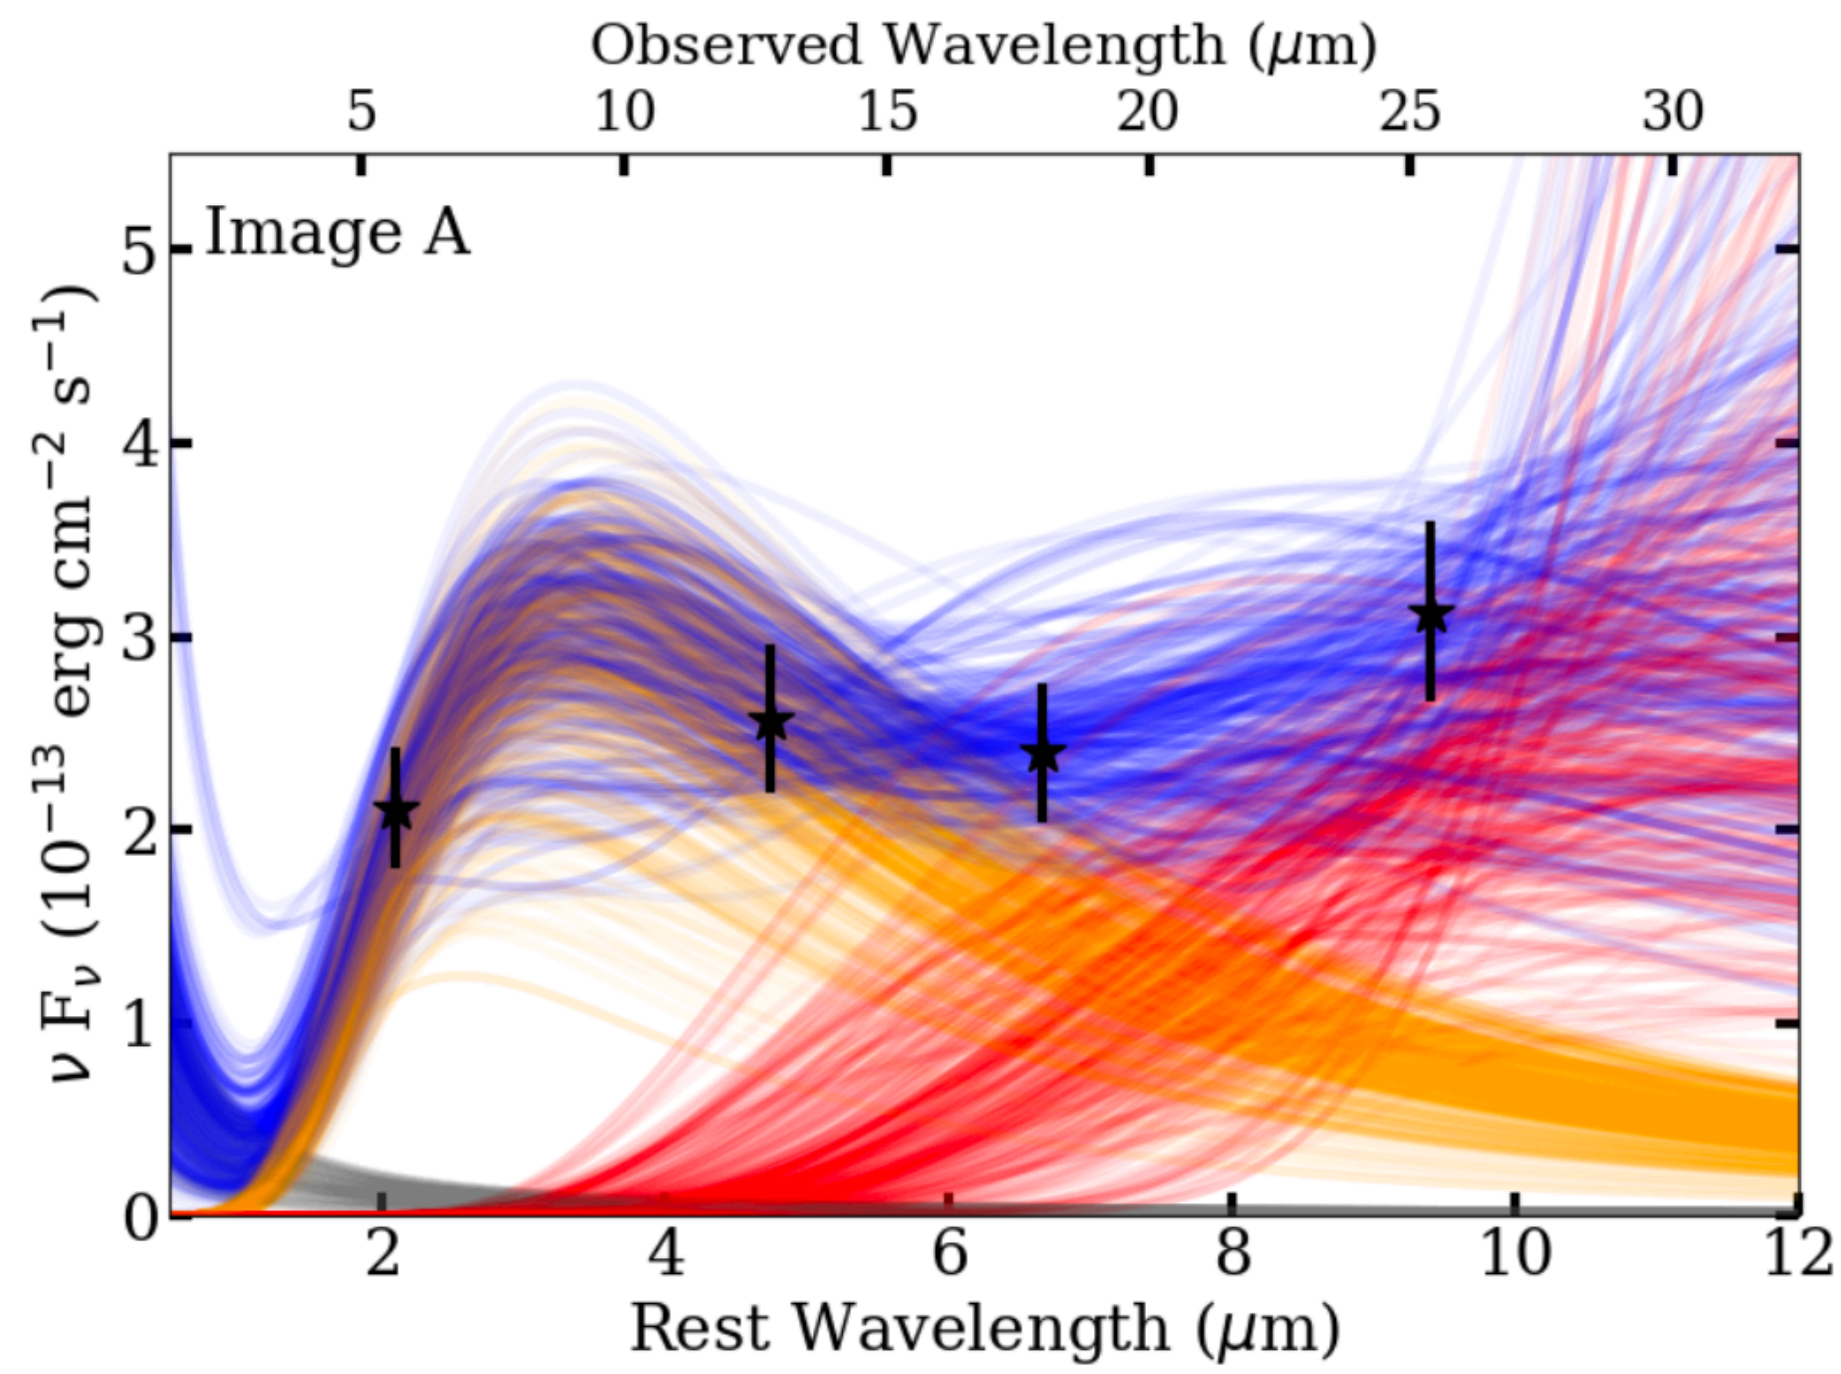 Observed Wavelength (μm)
5 10 15 20 25 30
Image A
5
4
3
2
1
0
ν Fν (10−13 erg cm−2 s−1)
2 4 6 8 10 12
Rest Wavelength (μm)